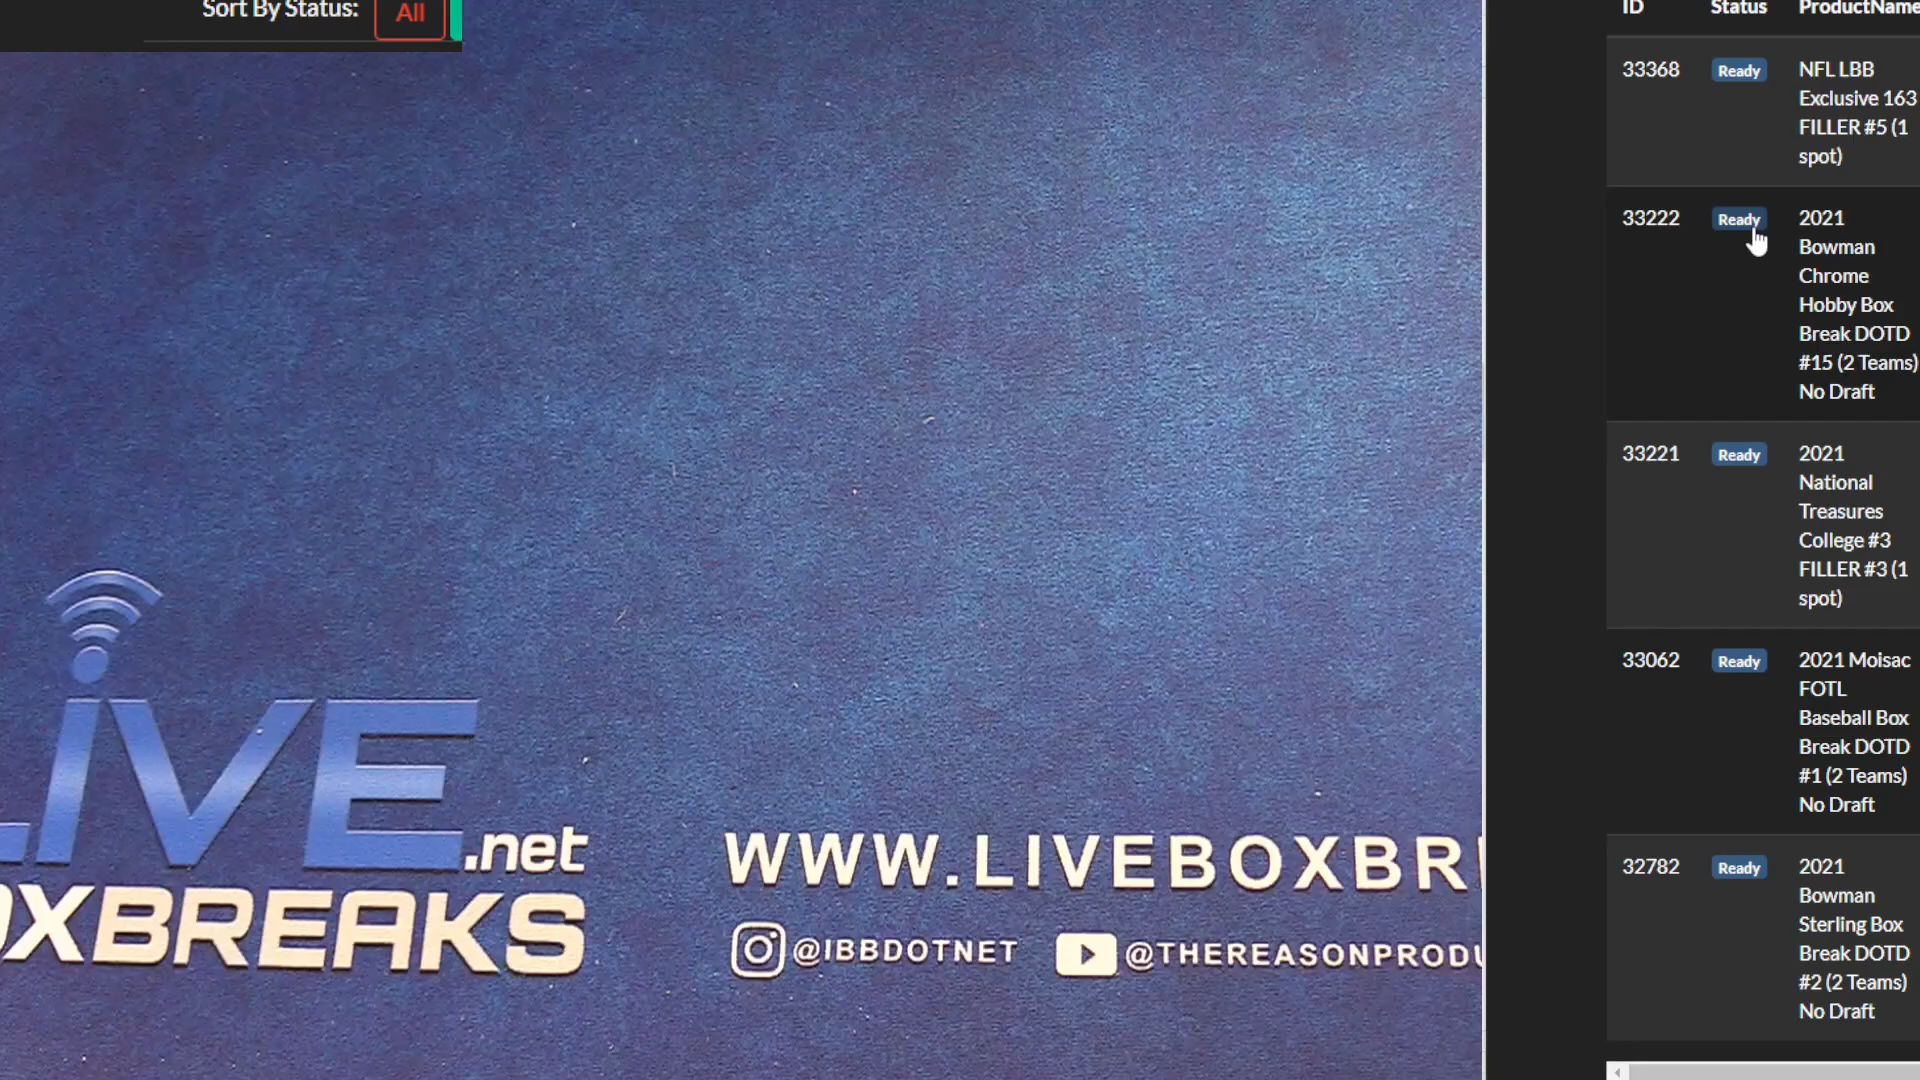 Sort By Status:
All
ID Status ProductName
33368 Ready NFL LBB
Exclusive 163
FILLER #5 (1
spot)
33222 Ready 2021
Bowman
Chrome
Hobby Box
Break DOTD
#15 (2 Teams)
No Draft
33221 Ready 2021
National
Treasures
College #3
FILLER #3 (1
spot)
33062 Ready 2021 Moisac
FOTL
Baseball Box
Break DOTD
#1 (2 Teams)
No Draft
32782 Ready 2021
Bowman
Sterling Box
Break DOTD
#2 (2 Teams)
No Draft
LIVE.net
OXBREAKS
WWW.LIVEBOXBR
@IBBDOTNET @THEREASONPRODU